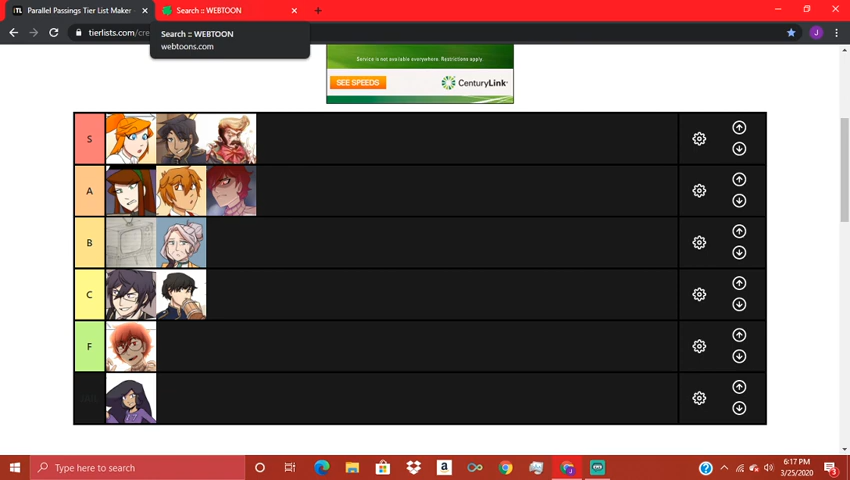 Parallel Passings Tier List Maker -
Search :: WEBTOON
tierlists.com/cre
Search :: WEBTOON
webtoons.com
J
Service is not available everywhere. Restrictions apply.
SEE SPEEDS
CenturyLink
S
A
B
C
F
Type here to search
a
6:17 PM
3/25/2020
3